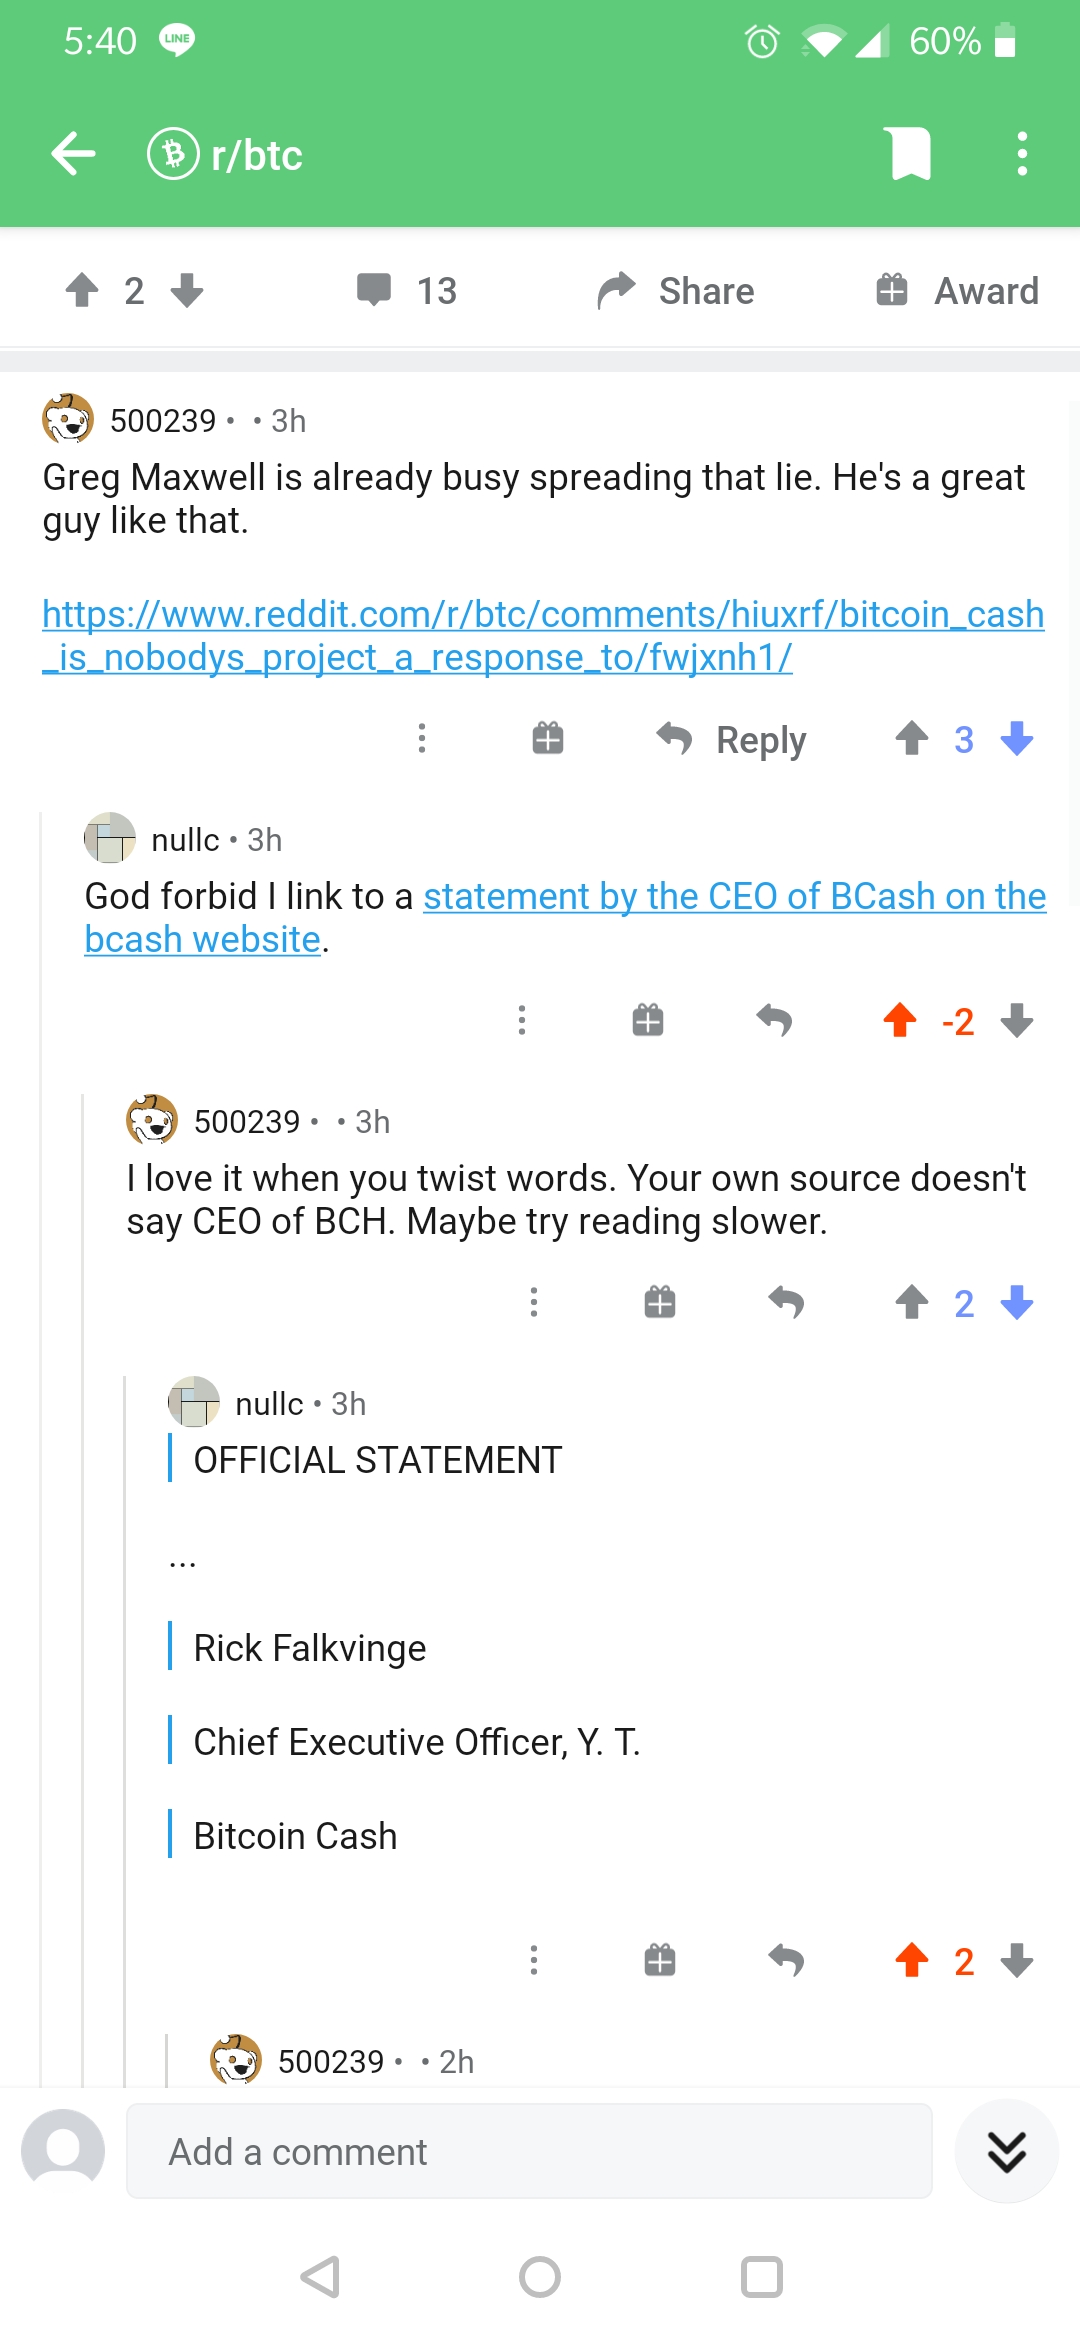 5:40 LINE 60%
r/btc
2 13 Share Award
500239 • • 3h
Greg Maxwell is already busy spreading that lie. He's a great
guy like that.
https://www.reddit.com/r/btc/comments/hiuxrf/bitcoin_cash
_is_nobodys_project_a_response_to/fwjxnh1/
Reply 3
nullc • 3h
God forbid I link to a statement by the CEO of BCash on the
bcash website.
-2
500239 • • 3h
I love it when you twist words. Your own source doesn't
say CEO of BCH. Maybe try reading slower.
2
nullc • 3h
OFFICIAL STATEMENT
...
Rick Falkvinge
Chief Executive Officer, Y. T.
Bitcoin Cash
2
500239 • • 2h
Add a comment